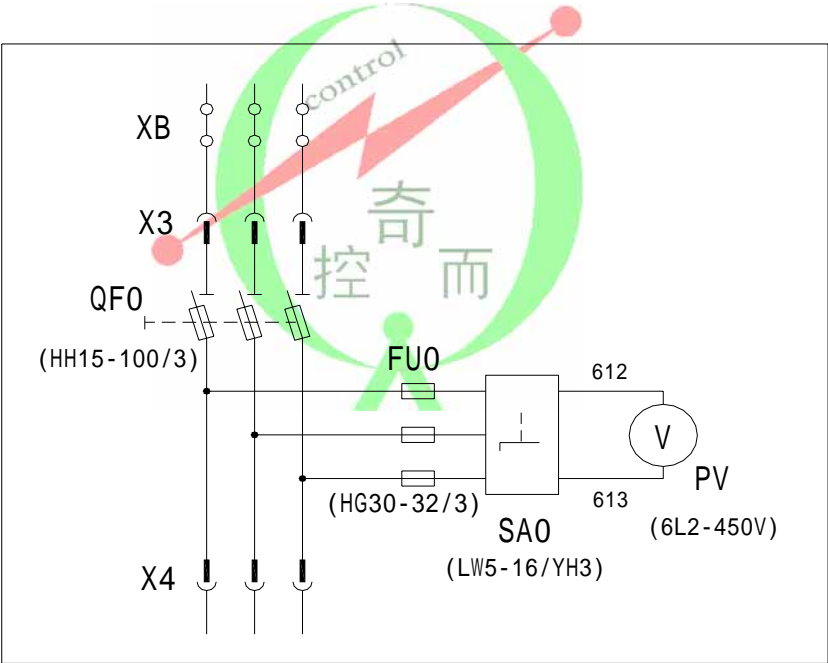 control
XB
奇
X3
控 而
QF0
(HH15-100/3)
FU0
612
V
PV
(HG30-32/3)
613
(6L2-450V)
SA0
(LW5-16/YH3)
X4